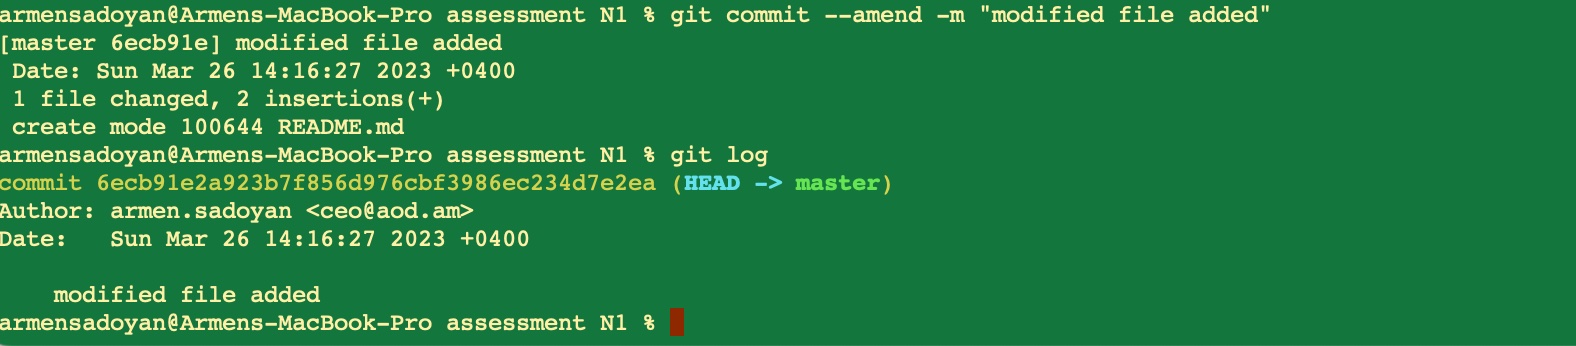 armensadoyan@Armens-MacBook-Pro assessment N1 % git commit --amend -m "modified file added"
[master 6ecb91e] modified file added
 Date: Sun Mar 26 14:16:27 2023 +0400
 1 file changed, 2 insertions(+)
 create mode 100644 README.md
armensadoyan@Armens-MacBook-Pro assessment N1 % git log
commit 6ecb91e2a923b7f856d976cbf3986ec234d7e2ea (HEAD -> master)
Author: armen.sadoyan <ceo@aod.am>
Date:   Sun Mar 26 14:16:27 2023 +0400

    modified file added
armensadoyan@Armens-MacBook-Pro assessment N1 %